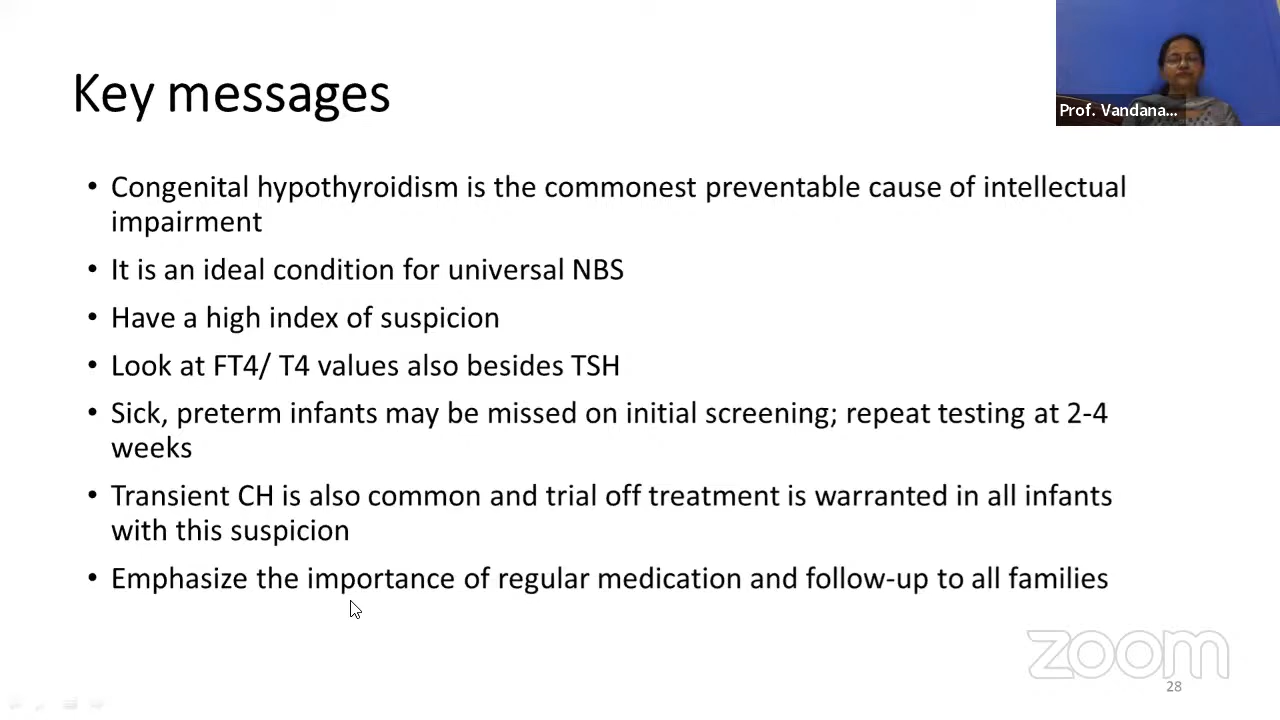 Key messages
Prof. Vandana...
• Congenital hypothyroidism is the commonest preventable cause of intellectual
impairment
• It is an ideal condition for universal NBS
• Have a high index of suspicion
• Look at FT4/ T4 values also besides TSH
• Sick, preterm infants may be missed on initial screening; repeat testing at 2-4
weeks
• Transient CH is also common and trial off treatment is warranted in all infants
with this suspicion
• Emphasize the importance of regular medication and follow-up to all families
zoom
28